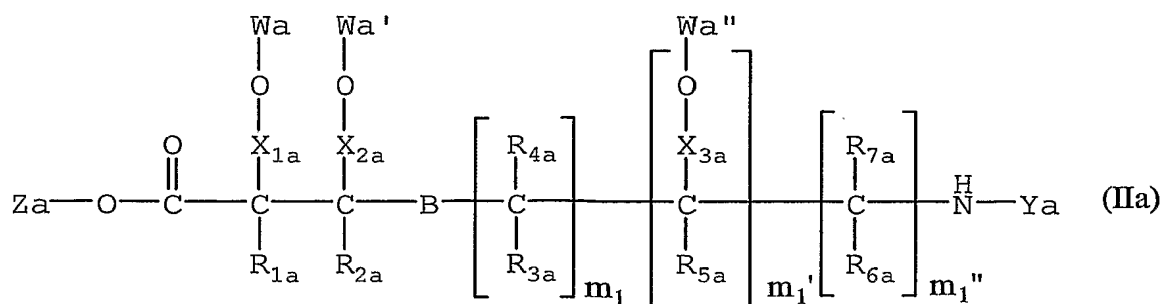 Wa Wa' Wa"
O O O
O X1a X2a R4a X3a R7a H
Za—O—C—C—C—B—C—C—C—N—Ya (IIa)
R1a R2a R3a R5a R6a
m1 m1' m1"